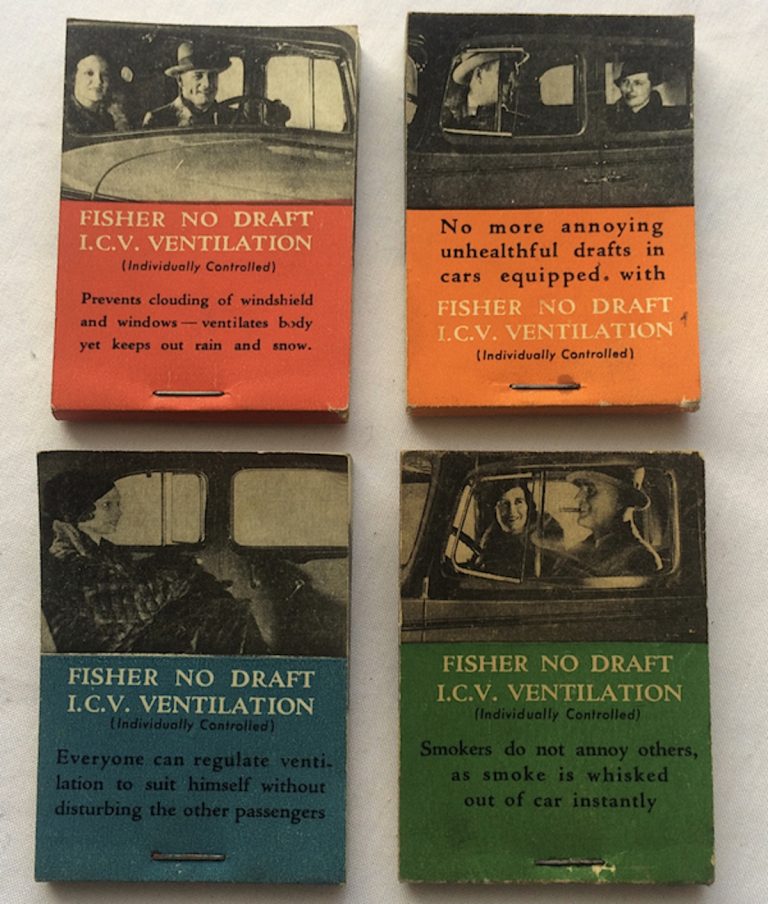 FISHER NO DRAFT
I.C.V. VENTILATION
(Individually Controlled)
Prevents clouding of windshield
and windows — ventilates body
yet keeps out rain and snow.
No more annoying
unhealthful drafts in
cars equipped. with
FISHER NO DRAFT
I.C.V. VENTILATION
(Individually Controlled)
FISHER NO DRAFT
I.C.V. VENTILATION
(Individually Controlled)
Everyone can regulate venti-
lation to suit himself without
disturbing the other passengers
FISHER NO DRAFT
I.C.V. VENTILATION
(Individually Controlled)
Smokers do not annoy others,
as smoke is whisked
out of car instantly